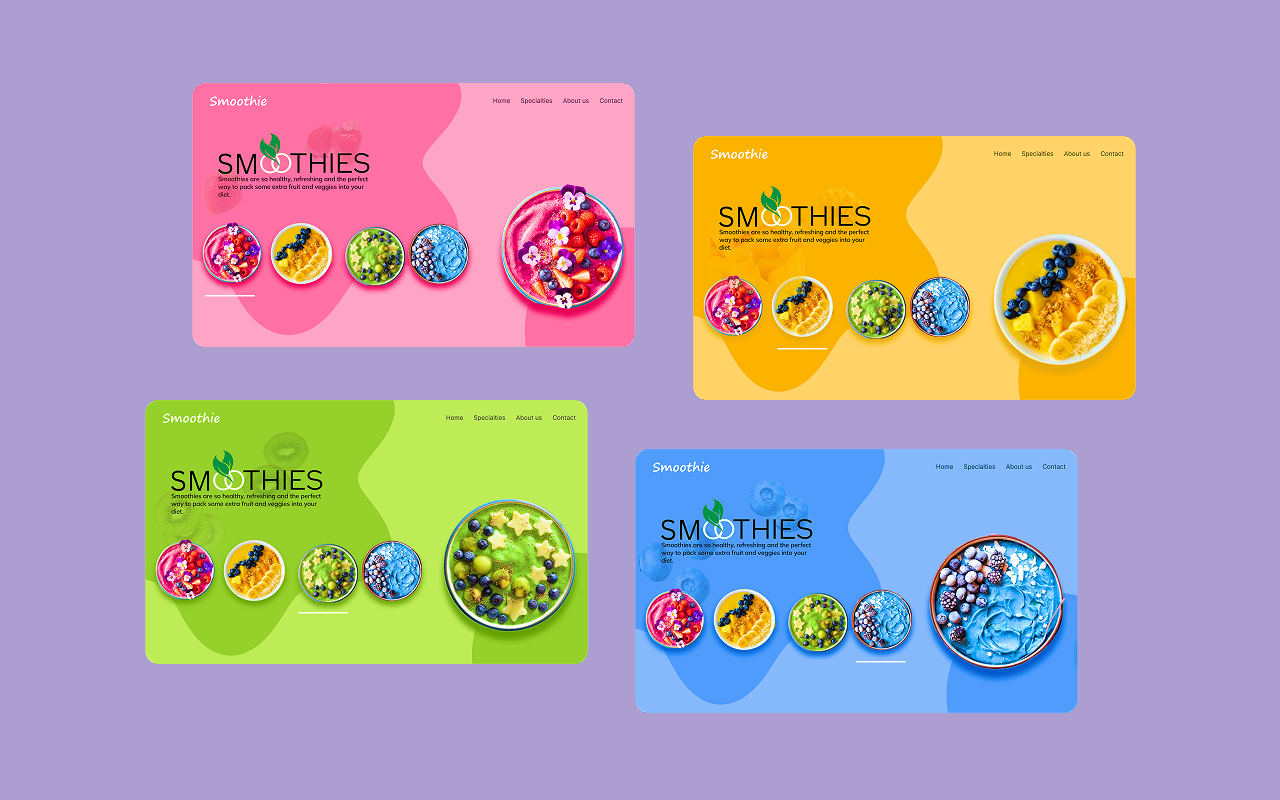 Smoothie
Home Specialties About us Contact
SMOOTHIES
Smoothies are so healthy, refreshing and the perfect
way to pack some extra fruit and veggies into your
diet.
Smoothie
Home Specialties About us Contact
SMOOTHIES
Smoothies are so healthy, refreshing and the perfect
way to pack some extra fruit and veggies into your
diet.
Smoothie
Home Specialties About us Contact
SMOOTHIES
Smoothies are so healthy, refreshing and the perfect
way to pack some extra fruit and veggies into your
diet.
Smoothie
Home Specialties About us Contact
SMOOTHIES
Smoothies are so healthy, refreshing and the perfect
way to pack some extra fruit and veggies into your
diet.